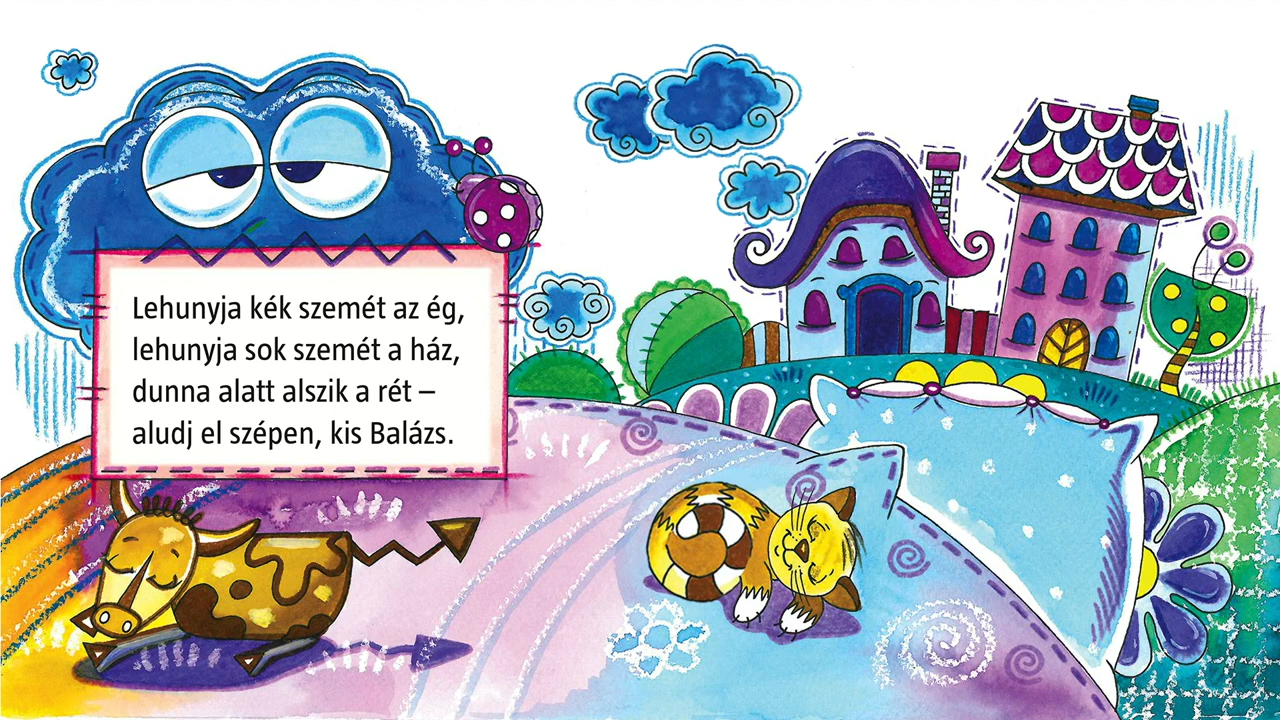 Lehunyja kék szemét az ég,
lehunyja sok szemét a ház,
dunna alatt alszik a rét –
aludj el szépen, kis Balázs.